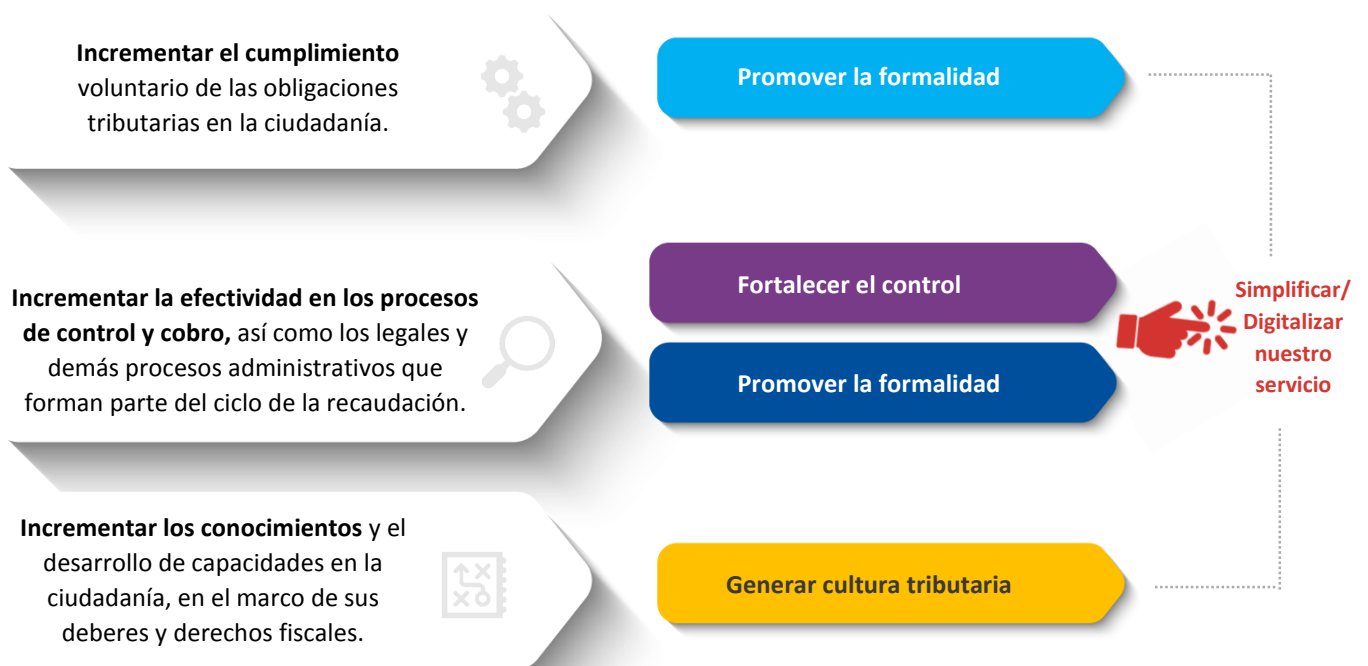 Incrementar el cumplimiento
voluntario de las obligaciones
tributarias en la ciudadanía.
Promover la formalidad
Incrementar la efectividad en los procesos
de control y cobro, así como los legales y
demás procesos administrativos que
forman parte del ciclo de la recaudación.
Fortalecer el control
Promover la formalidad
Simplificar/
Digitalizar
nuestro
servicio
Incrementar los conocimientos y el
desarrollo de capacidades en la
ciudadanía, en el marco de sus
deberes y derechos fiscales.
Generar cultura tributaria